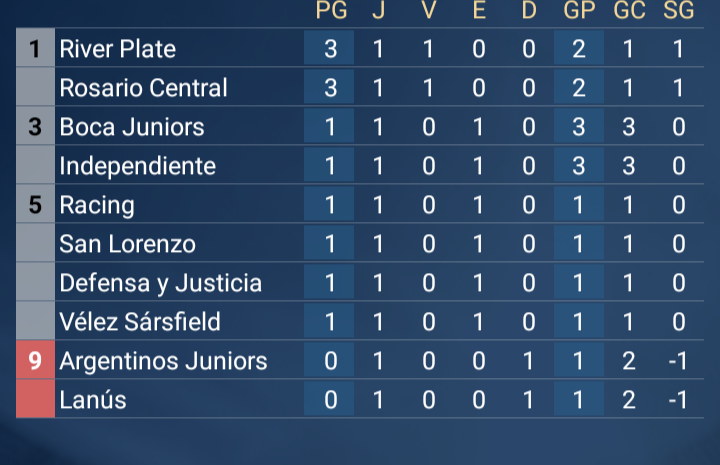 PG J V E D GP GC SG
1 River Plate 3 1 1 0 0 2 1 1
Rosario Central 3 1 1 0 0 2 1 1
3 Boca Juniors 1 1 0 1 0 3 3 0
Independiente 1 1 0 1 0 3 3 0
5 Racing 1 1 0 1 0 1 1 0
San Lorenzo 1 1 0 1 0 1 1 0
Defensa y Justicia 1 1 0 1 0 1 1 0
Vélez Sársfield 1 1 0 1 0 1 1 0
9 Argentinos Juniors 0 1 0 0 1 1 2 -1
Lanús 0 1 0 0 1 1 2 -1